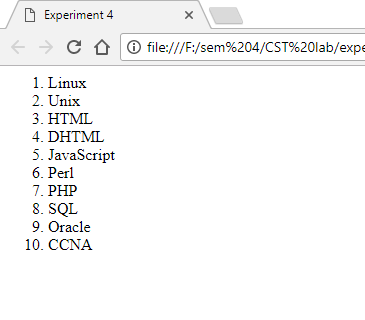 Experiment 4
file:///F:/sem%204/CST%20lab/expe
1. Linux
2. Unix
3. HTML
4. DHTML
5. JavaScript
6. Perl
7. PHP
8. SQL
9. Oracle
10. CCNA